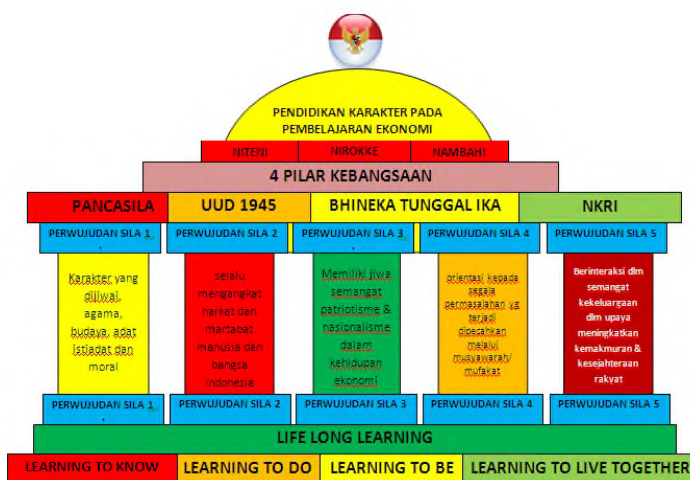 PENDIDIKAN KARAKTER PADA
PEMBELAJARAN EKONOMI
NITENI NIROKKE NAMBAHI
4 PILAR KEBANGSAAN
PANCASILA UUD 1945 BHINEKA TUNGGAL IKA NKRI
PERWUJUDAN SILA 1. PERWUJUDAN SILA 2 PERWUJUDAN SILA 3. PERWUJUDAN SILA 4 PERWUJUDAN SILA 5
Karakter yang
dijiwai,
agama,
budaya, adat
istiadat dan
moral
selalu
mengangkat
harkat dan
martabat
manusia dan
bangsa
indonesia
Memiliki jiwa
semangat
patriotisme &
nasionalisme
dalam
kehidupan
ekonomi
orientasi kepada
segala
permasalahan yg
terjadi
dipecahkan
melalui
musyawarah/
mufakat
Berinteraksi dlm
semangat
kekeluargaan
dlm upaya
meningkatkan
kemakmuran &
kesejahteraan
rakyat
PERWUJUDAN SILA 1. PERWUJUDAN SILA 2 PERWUJUDAN SILA 3 PERWUJUDAN SILA 4 PERWUJUDAN SILA 5
LIFE LONG LEARNING
LEARNING TO KNOW LEARNING TO DO LEARNING TO BE LEARNING TO LIVE TOGETHER